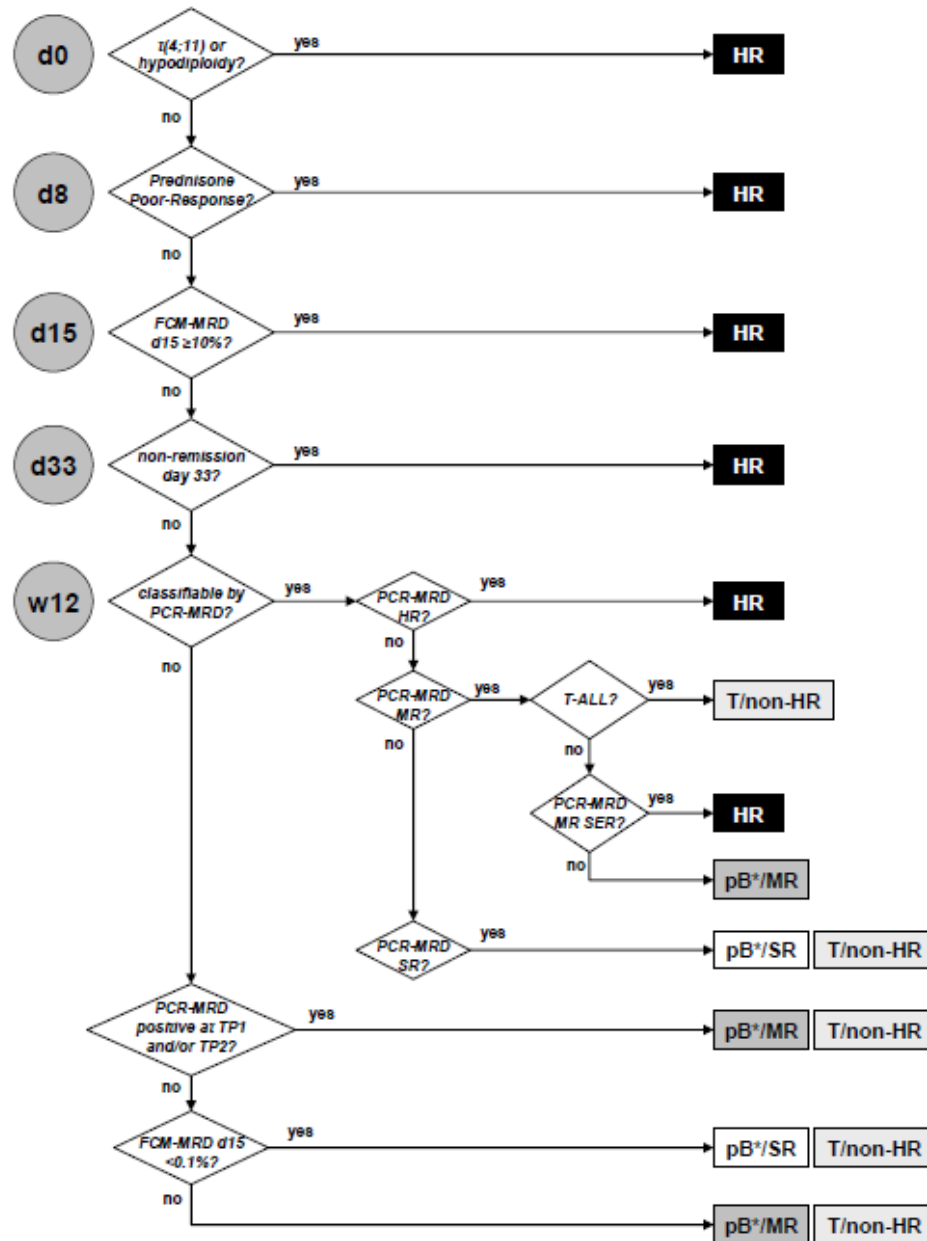 d0
τ(4;11) or
hypodiploidy?
yes
HR
no
d8
Prednisone
Poor-Response?
yes
HR
no
d15
FCM-MRD
d15 ≥10%?
yes
HR
no
d33
non-remission
day 33?
yes
HR
no
w12
classifiable by
PCR-MRD?
yes
PCR-MRD
HR?
yes
HR
no
no
PCR-MRD
MR?
yes
T-ALL?
yes
T/non-HR
no
no
PCR-MRD
MR SER?
yes
HR
no
pB*/MR
PCR-MRD
SR?
yes
pB*/SR T/non-HR
PCR-MRD
positive at TP1
and/or TP2?
yes
pB*/MR T/non-HR
no
FCM-MRD d15
<0.1%?
yes
pB*/SR T/non-HR
no
pB*/MR T/non-HR